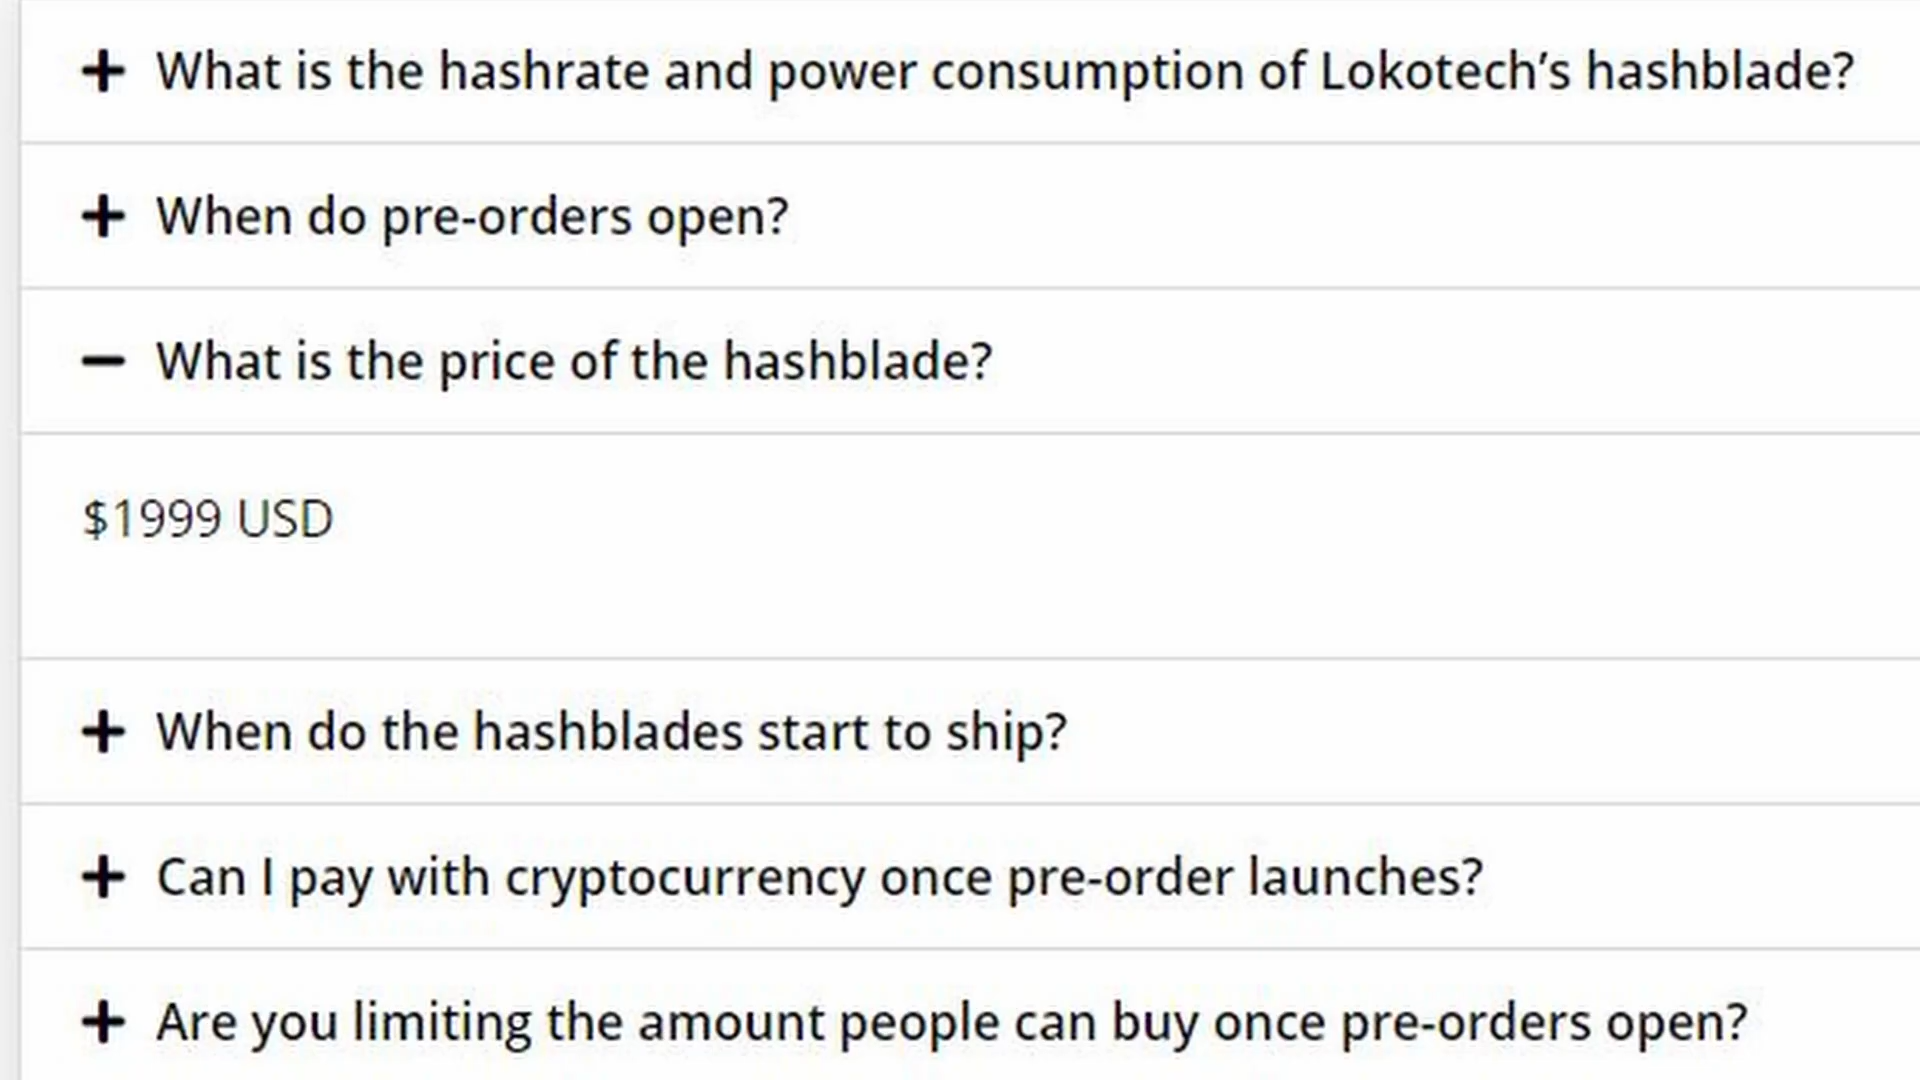 + What is the hashrate and power consumption of Lokotech’s hashblade?
+ When do pre-orders open?
− What is the price of the hashblade?
$1999 USD
+ When do the hashblades start to ship?
+ Can I pay with cryptocurrency once pre-order launches?
+ Are you limiting the amount people can buy once pre-orders open?